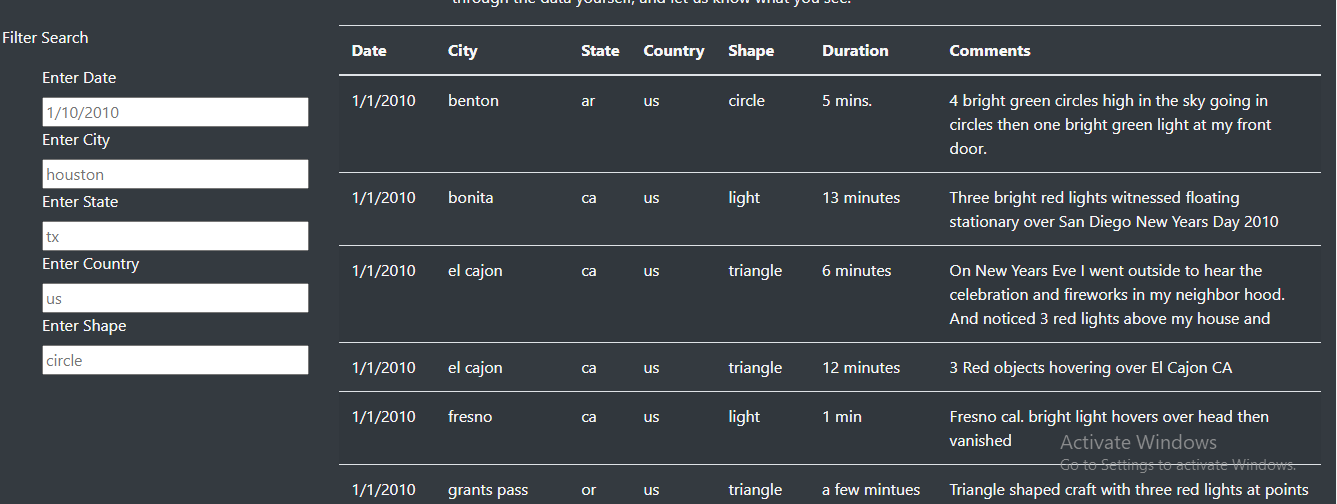 through the data yourself, and let us know what you see.
Filter Search
Enter Date
1/10/2010
Enter City
houston
Enter State
tx
Enter Country
us
Enter Shape
circle
Date City State Country Shape Duration Comments
1/1/2010 benton ar us circle 5 mins. 4 bright green circles high in the sky going in
circles then one bright green light at my front
door.
1/1/2010 bonita ca us light 13 minutes Three bright red lights witnessed floating
stationary over San Diego New Years Day 2010
1/1/2010 el cajon ca us triangle 6 minutes On New Years Eve I went outside to hear the
celebration and fireworks in my neighbor hood.
And noticed 3 red lights above my house and
1/1/2010 el cajon ca us triangle 12 minutes 3 Red objects hovering over El Cajon CA
1/1/2010 fresno ca us light 1 min Fresno cal. bright light hovers over head then
vanished
1/1/2010 grants pass or us triangle a few mintues Triangle shaped craft with three red lights at points
Activate Windows
Go to Settings to activate Windows.